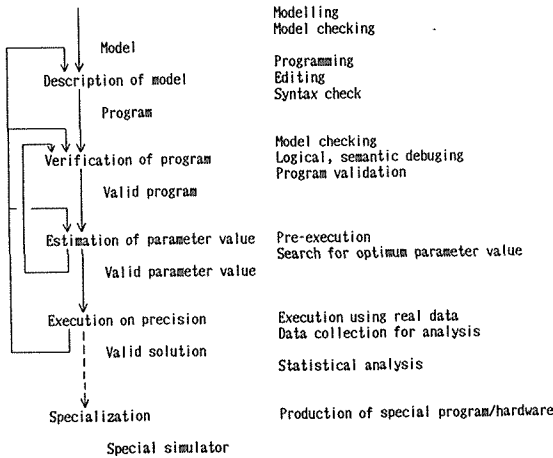 Modelling
Model checking
Model
Programming
Description of model
Editing
Syntax check
Program
Model checking
Verification of program
Logical, semantic debuging
Program validation
Valid program
Estimation of parameter value
Pre-execution
Search for optimum parameter value
Valid parameter value
Execution on precision
Execution using real data
Data collection for analysis
Valid solution
Statistical analysis
Specialization
Production of special program/hardware
Special simulator